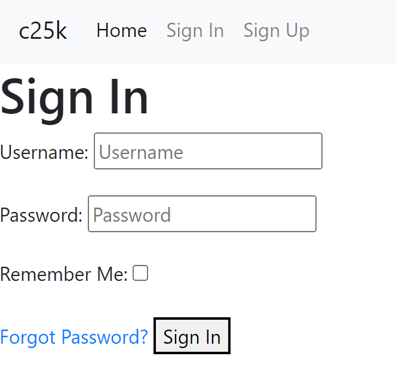 c25k Home Sign In Sign Up
Sign In
Username: Username
Password: Password
Remember Me:
Forgot Password? Sign In